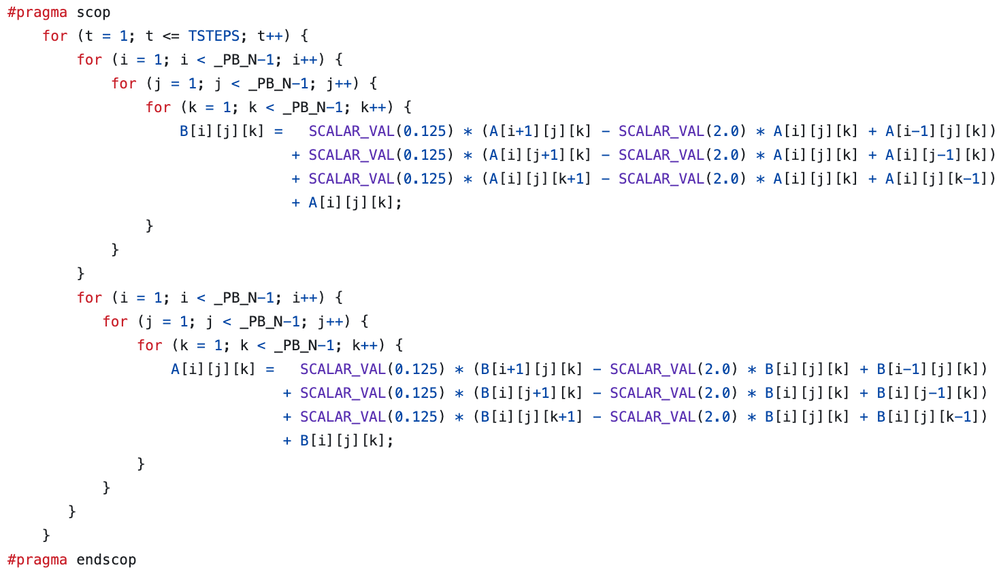 #pragma scop
    for (t = 1; t <= TSTEPS; t++) {
        for (i = 1; i < _PB_N-1; i++) {
            for (j = 1; j < _PB_N-1; j++) {
                for (k = 1; k < _PB_N-1; k++) {
                    B[i][j][k] =   SCALAR_VAL(0.125) * (A[i+1][j][k] - SCALAR_VAL(2.0) * A[i][j][k] + A[i-1][j][k])
                                 + SCALAR_VAL(0.125) * (A[i][j+1][k] - SCALAR_VAL(2.0) * A[i][j][k] + A[i][j-1][k])
                                 + SCALAR_VAL(0.125) * (A[i][j][k+1] - SCALAR_VAL(2.0) * A[i][j][k] + A[i][j][k-1])
                                 + A[i][j][k];
                }
            }
        }
        for (i = 1; i < _PB_N-1; i++) {
           for (j = 1; j < _PB_N-1; j++) {
               for (k = 1; k < _PB_N-1; k++) {
                   A[i][j][k] =   SCALAR_VAL(0.125) * (B[i+1][j][k] - SCALAR_VAL(2.0) * B[i][j][k] + B[i-1][j][k])
                                + SCALAR_VAL(0.125) * (B[i][j+1][k] - SCALAR_VAL(2.0) * B[i][j][k] + B[i][j-1][k])
                                + SCALAR_VAL(0.125) * (B[i][j][k+1] - SCALAR_VAL(2.0) * B[i][j][k] + B[i][j][k-1])
                                + B[i][j][k];
               }
           }
       }
    }
#pragma endscop